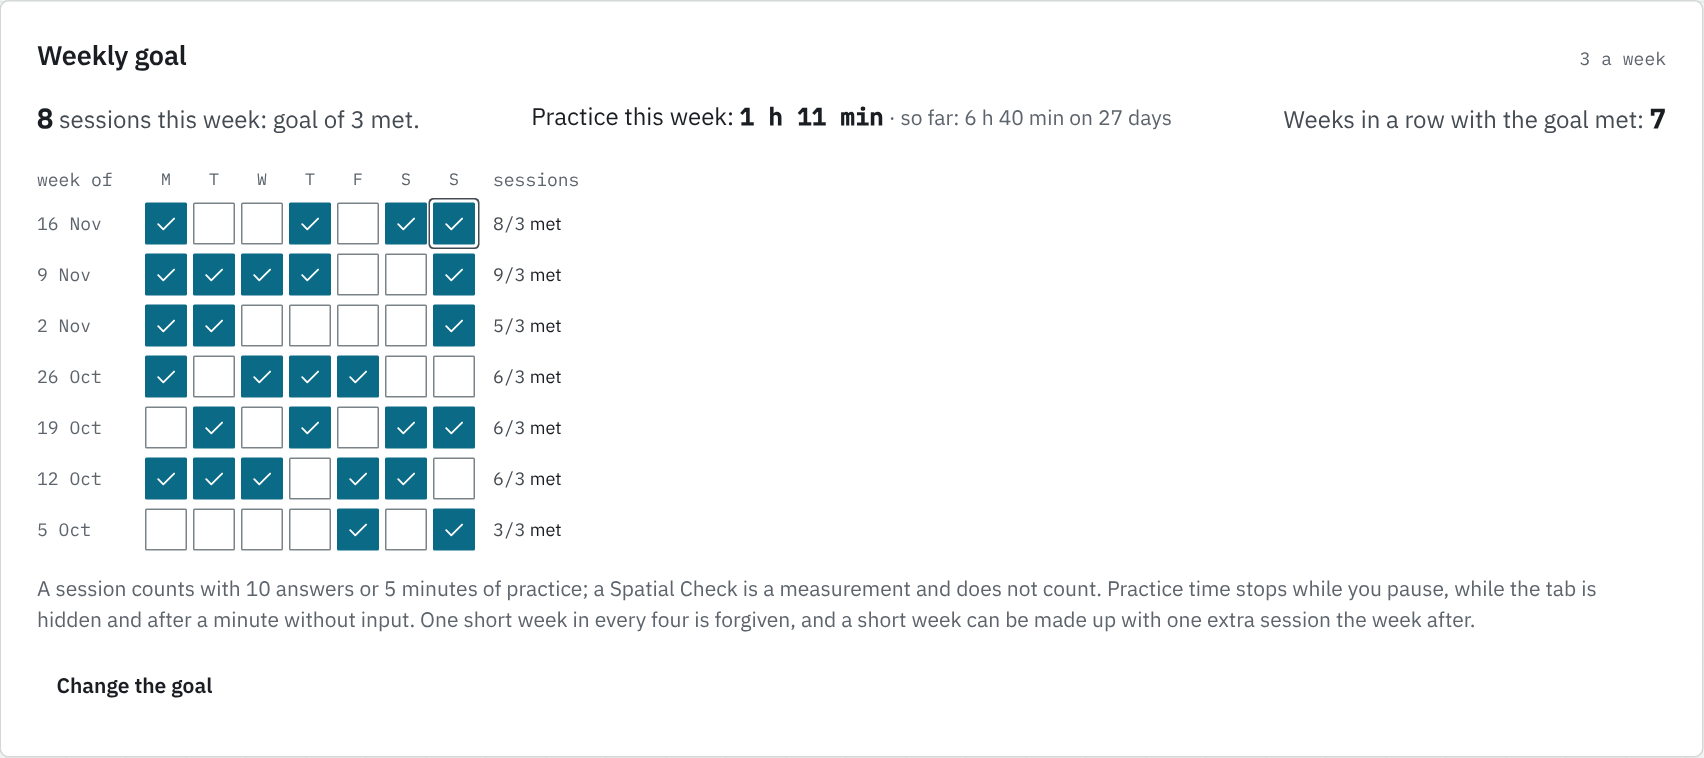 Weekly goal
3 a week
8 sessions this week: goal of 3 met.
Practice this week: 1 h 11 min · so far: 6 h 40 min on 27 days
Weeks in a row with the goal met: 7
week of M T W T F S S sessions
16 Nov 8/3 met
9 Nov 9/3 met
2 Nov 5/3 met
26 Oct 6/3 met
19 Oct 6/3 met
12 Oct 6/3 met
5 Oct 3/3 met
A session counts with 10 answers or 5 minutes of practice; a Spatial Check is a measurement and does not count. Practice time stops while you pause, while the tab is
hidden and after a minute without input. One short week in every four is forgiven, and a short week can be made up with one extra session the week after.
Change the goal